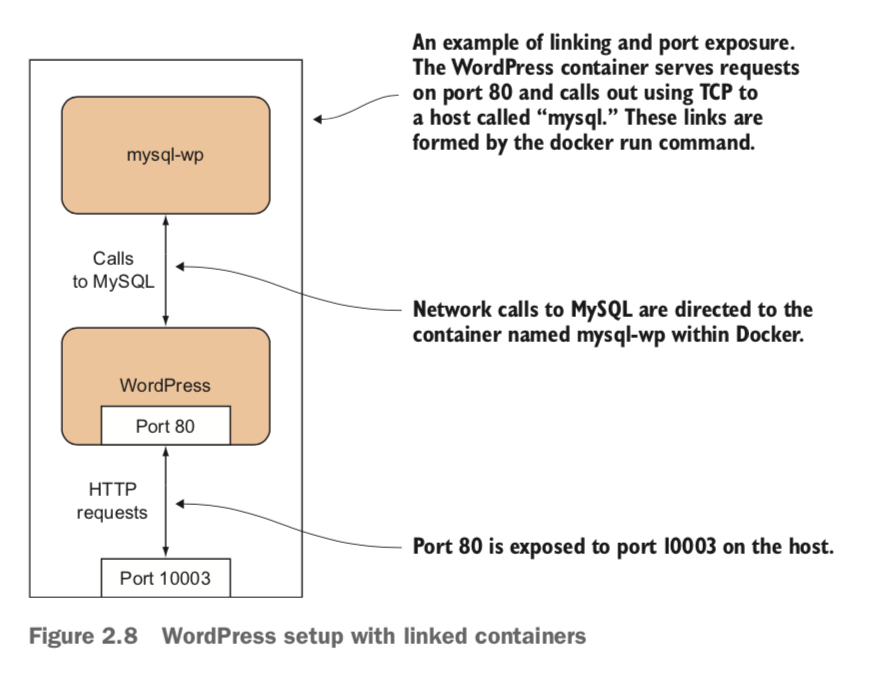 An example of linking and port exposure.
The WordPress container serves requests
on port 80 and calls out using TCP to
a host called “mysql.” These links are
formed by the docker run command.
mysql-wp
Calls
to MySQL
Network calls to MySQL are directed to the
container named mysql-wp within Docker.
WordPress
Port 80
HTTP
requests
Port 80 is exposed to port 10003 on the host.
Port 10003
Figure 2.8 WordPress setup with linked containers